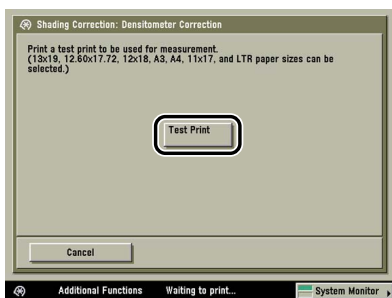 Shading Correction: Densitometer Correction
Print a test print to be used for measurement.
(13x19, 12.60x17.72, 12x18, A3, A4, 11x17, and LTR paper sizes can be
selected.)
Test Print
Cancel
Additional Functions Waiting to print... System Monitor